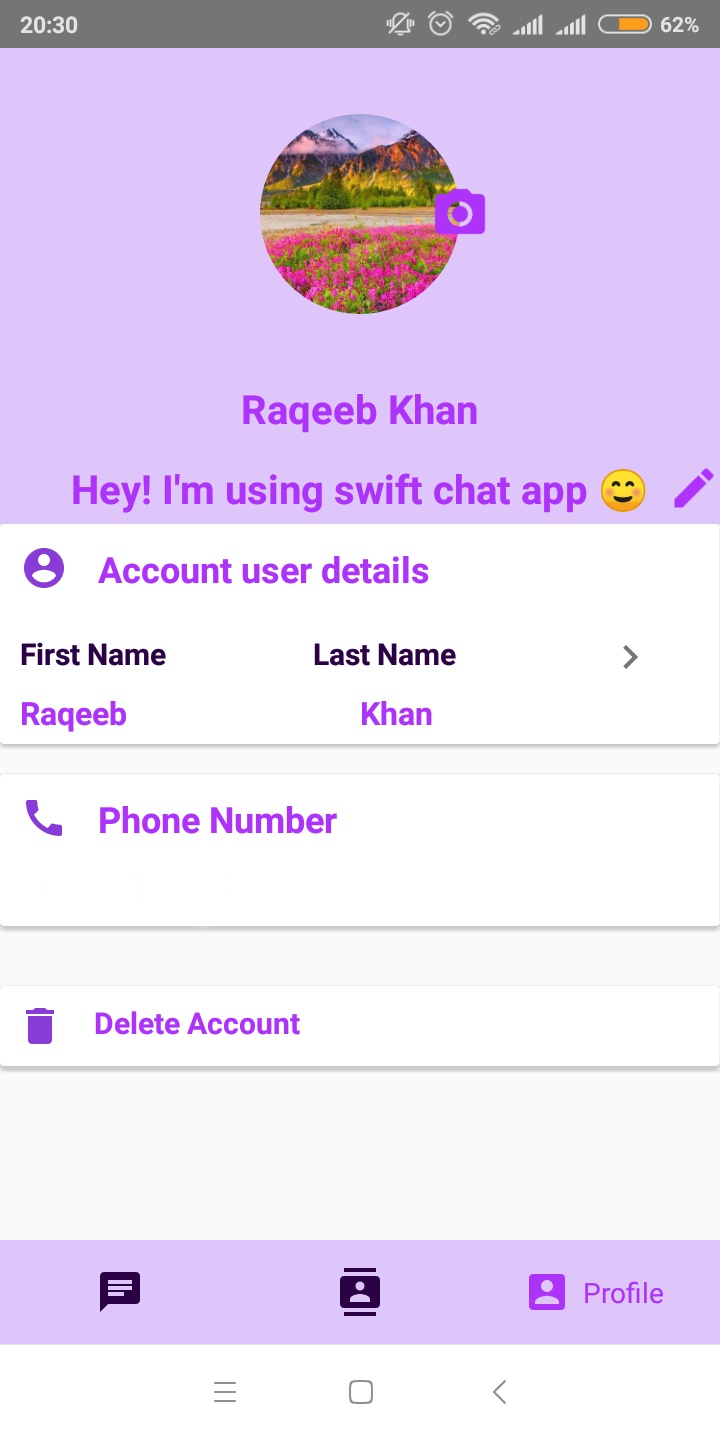 20:30 62%
Raqeeb Khan
Hey! I'm using swift chat app 😊
Account user details
First Name Last Name
Raqeeb Khan
Phone Number
Delete Account
Profile